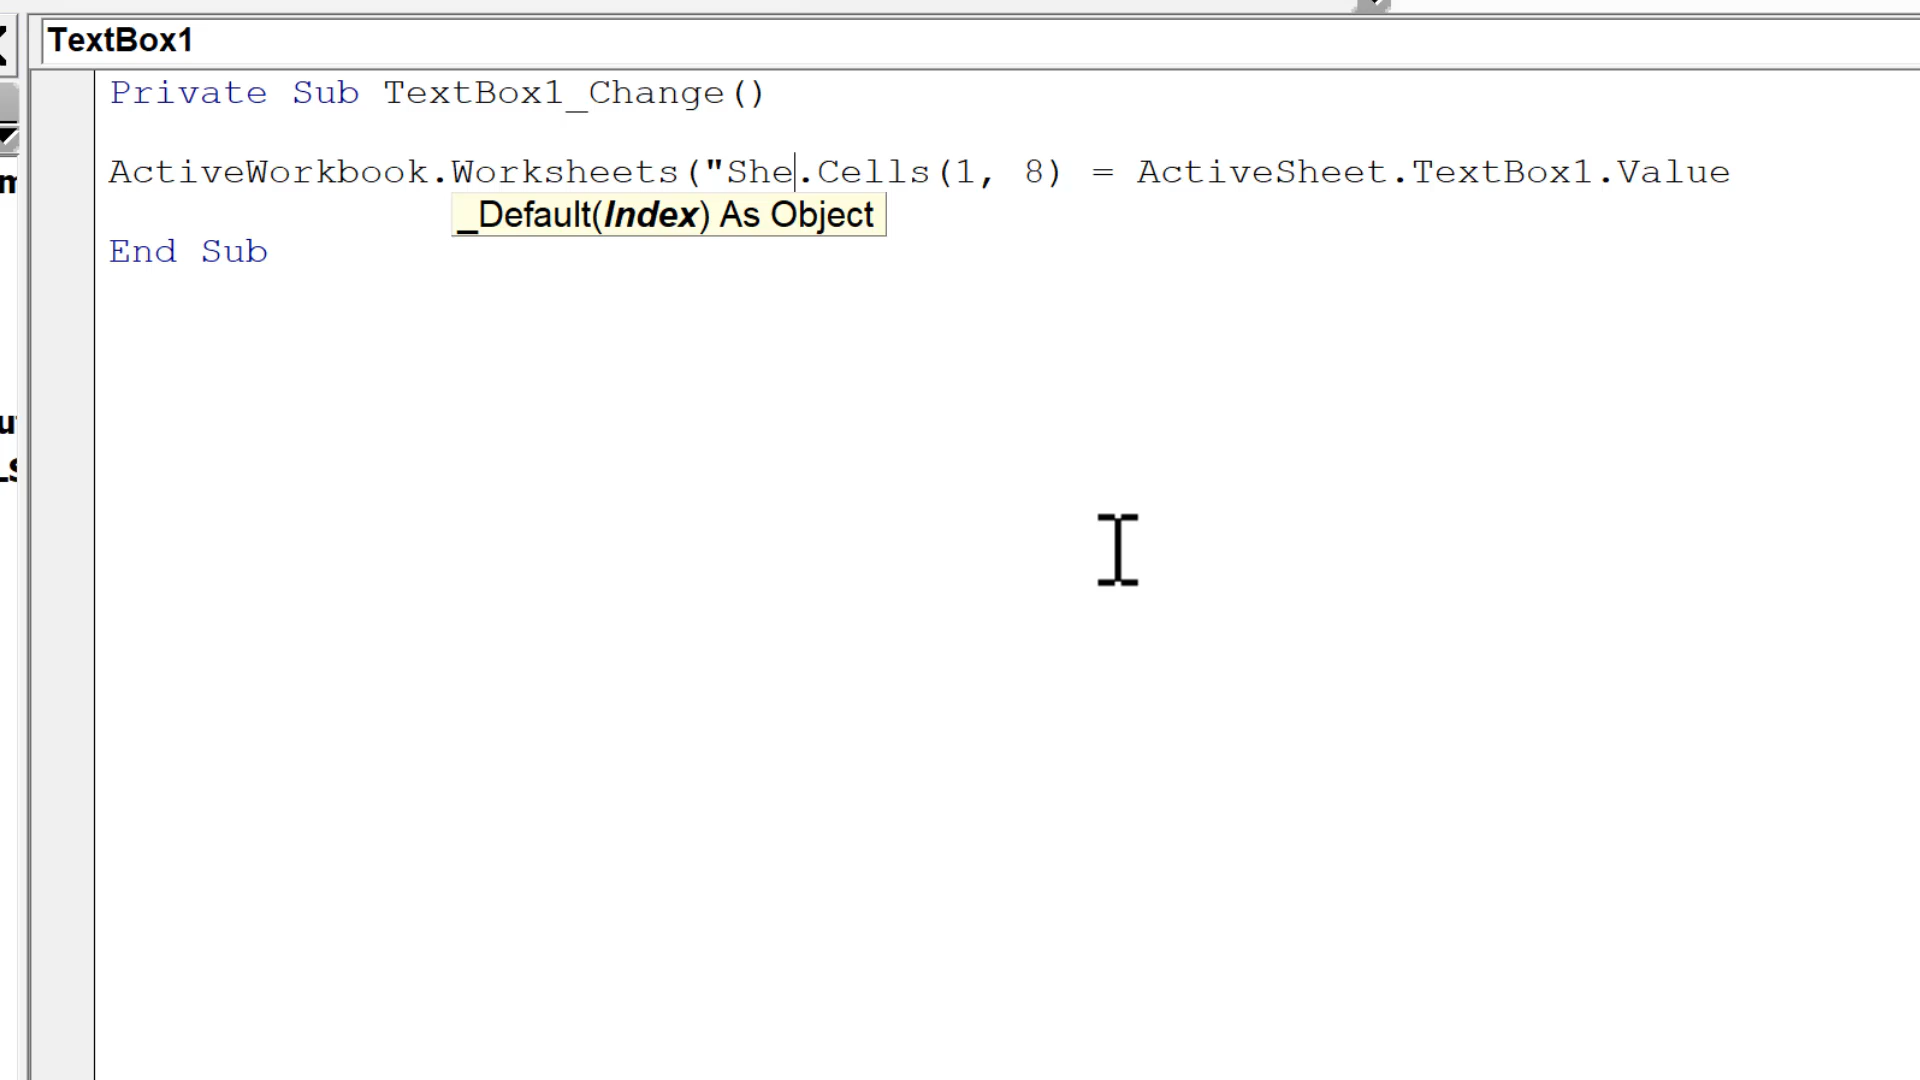 TextBox1
Private Sub TextBox1_Change()
ActiveWorkbook.Worksheets("She.Cells(1, 8) = ActiveSheet.TextBox1.Value
_Default(Index) As Object
End Sub